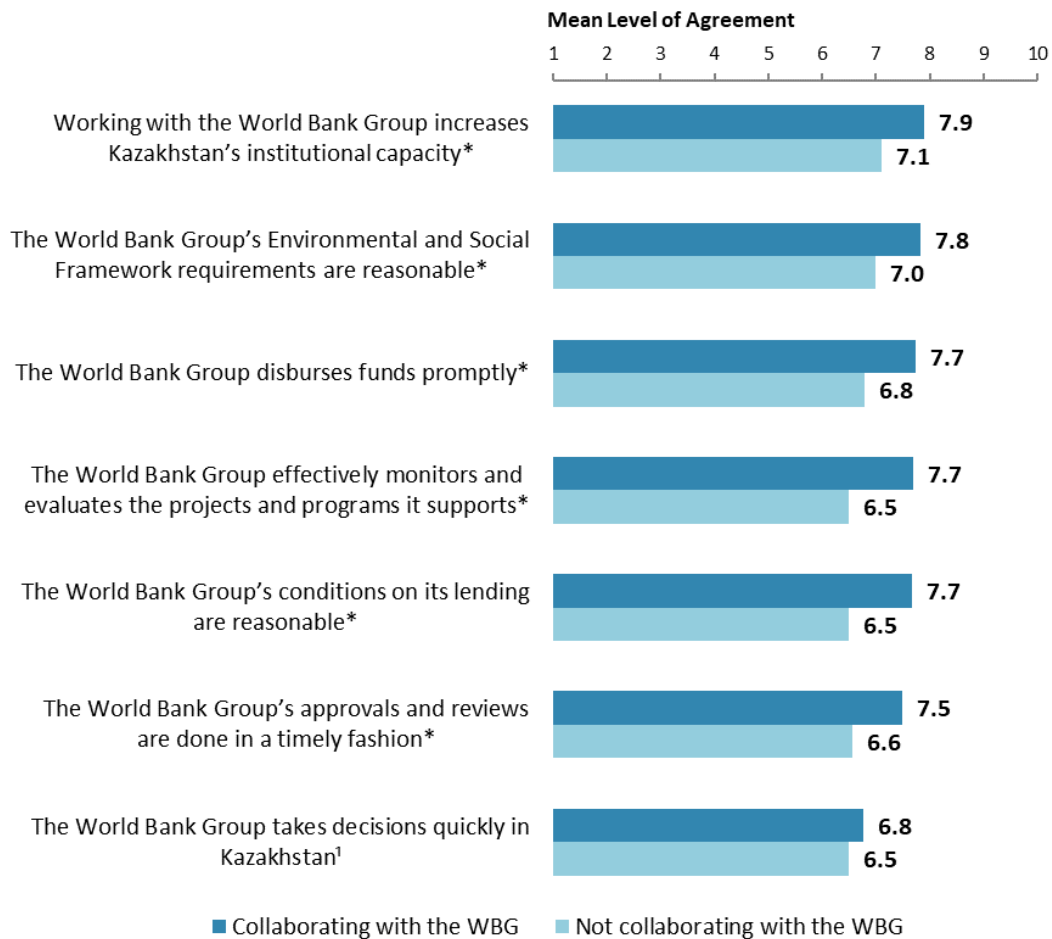 Mean Level of Agreement
1 2 3 4 5 6 7 8 9 10
Working with the World Bank Group increases
Kazakhstan’s institutional capacity*
7.9
7.1
The World Bank Group’s Environmental and Social
Framework requirements are reasonable*
7.8
7.0
The World Bank Group disburses funds promptly*
7.7
6.8
The World Bank Group effectively monitors and
evaluates the projects and programs it supports*
7.7
6.5
The World Bank Group’s conditions on its lending
are reasonable*
7.7
6.5
The World Bank Group’s approvals and reviews
are done in a timely fashion*
7.5
6.6
The World Bank Group takes decisions quickly in
Kazakhstan¹
6.8
6.5
Collaborating with the WBG Not collaborating with the WBG